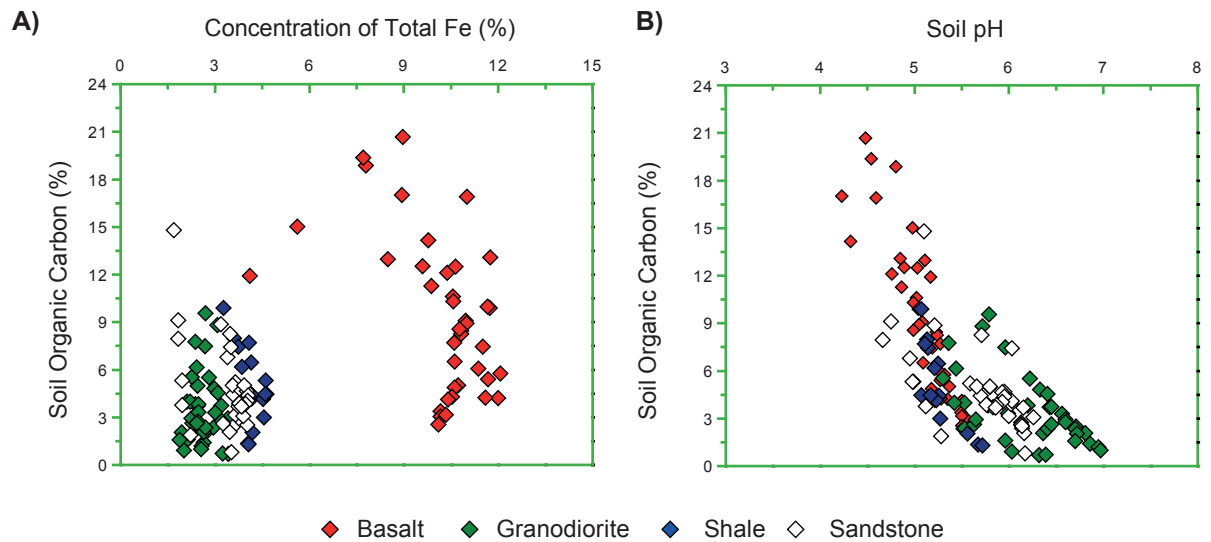 A)
Concentration of Total Fe (%)
0 3 6 9 12 15
24
21
18
15
12
9
6
3
0
Soil Organic Carbon (%)
B)
Soil pH
3 4 5 6 7 8
24
21
18
15
12
9
6
3
0
Soil Organic Carbon (%)
Basalt Granodiorite Shale Sandstone